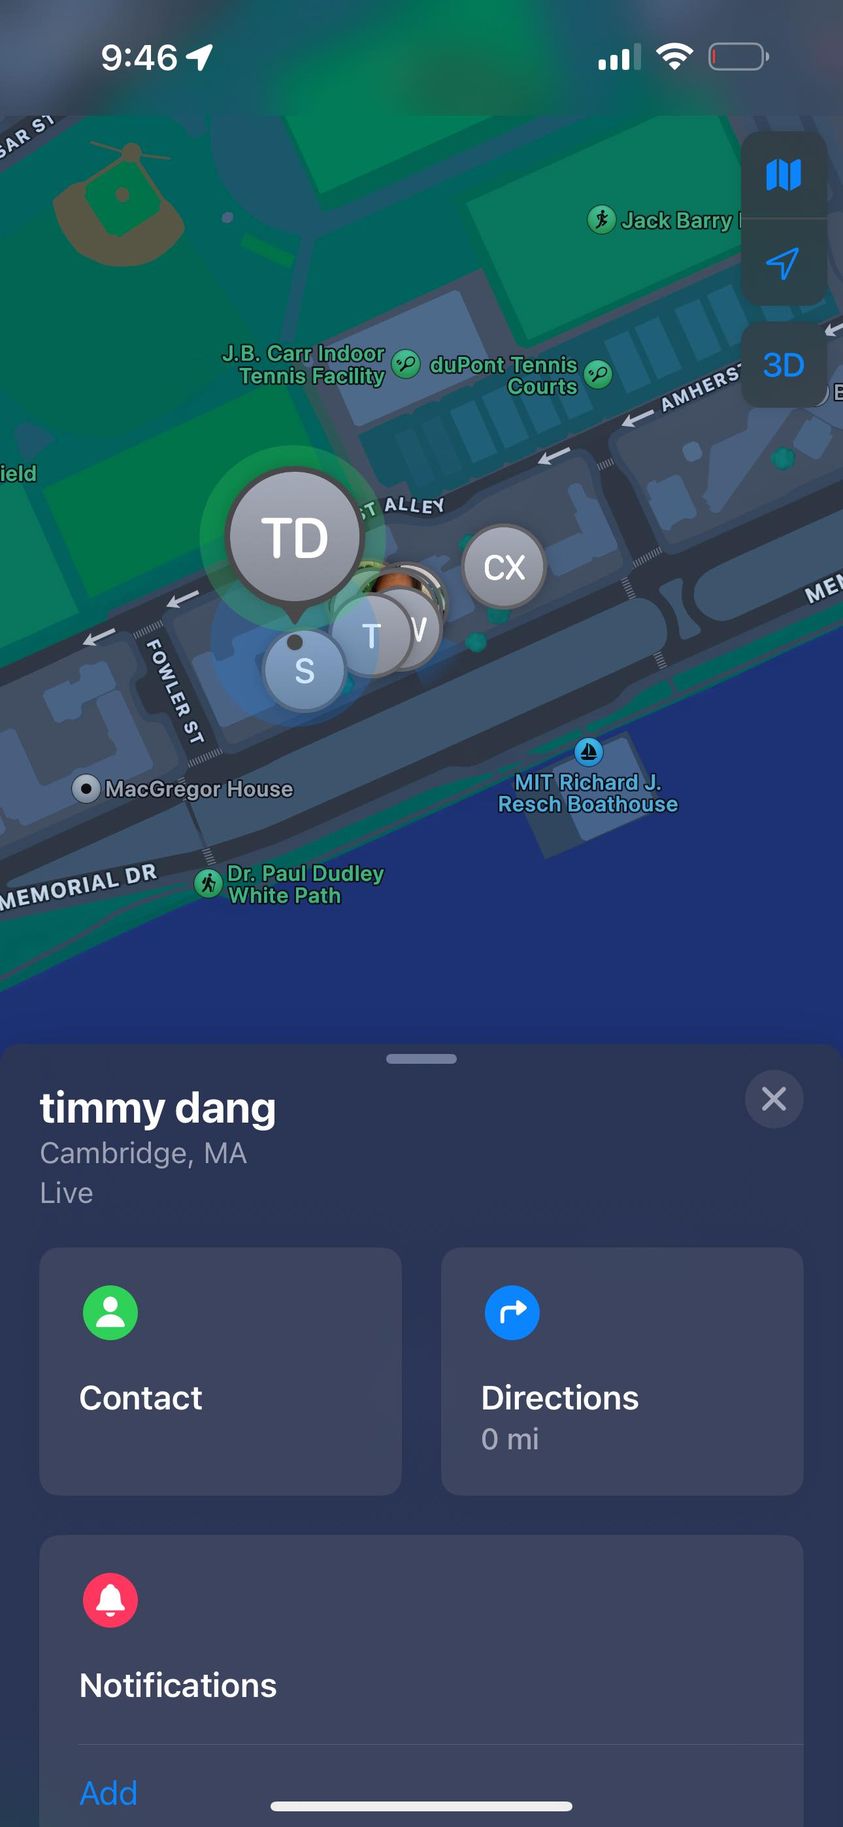 9:46
SAR ST
Jack Barry
3D
J.B. Carr Indoor
Tennis Facility
duPont Tennis
Courts
AMHERST
ield
TD
ST ALLEY
CX
T
W
S
FOWLER ST
MEM
MacGregor House
MIT Richard J.
Resch Boathouse
MEMORIAL DR
Dr. Paul Dudley
White Path
timmy dang
Cambridge, MA
Live
Contact
Directions
0 mi
Notifications
Add